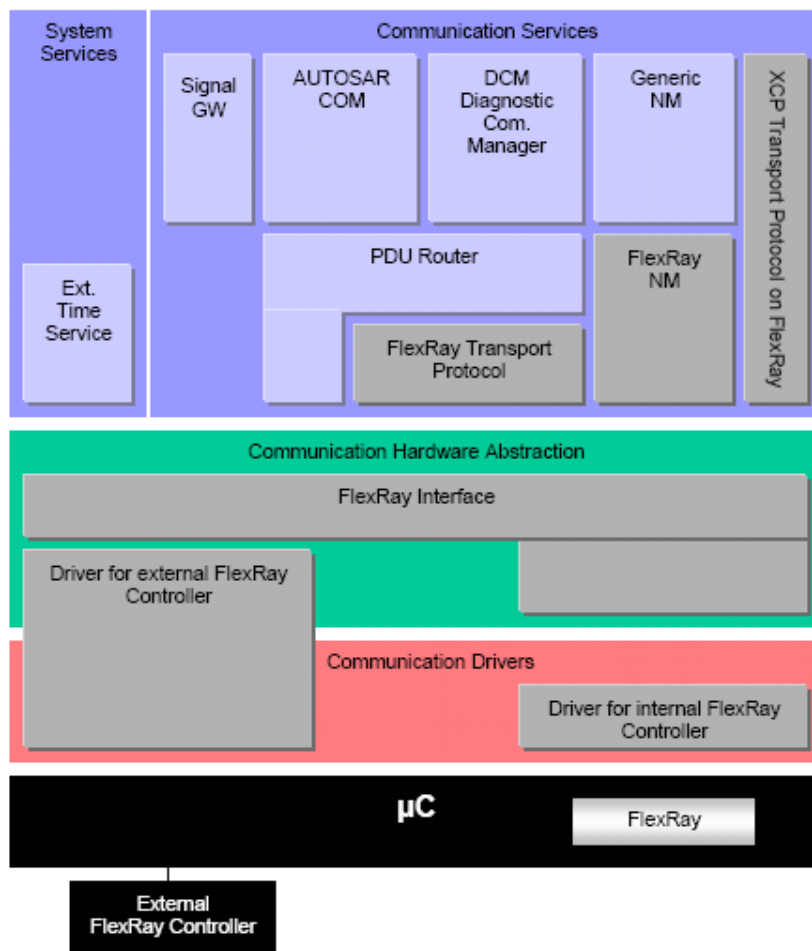 System
Services
Communication Services
Signal
GW
AUTOSAR
COM
DCM
Diagnostic
Com.
Manager
Generic
NM
XCP Transport Protocol on FlexRay
Ext.
Time
Service
PDU Router
FlexRay
NM
FlexRay Transport
Protocol
Communication Hardware Abstraction
FlexRay Interface
Driver for external FlexRay
Controller
Communication Drivers
Driver for internal FlexRay
Controller
µC
FlexRay
External
FlexRay Controller